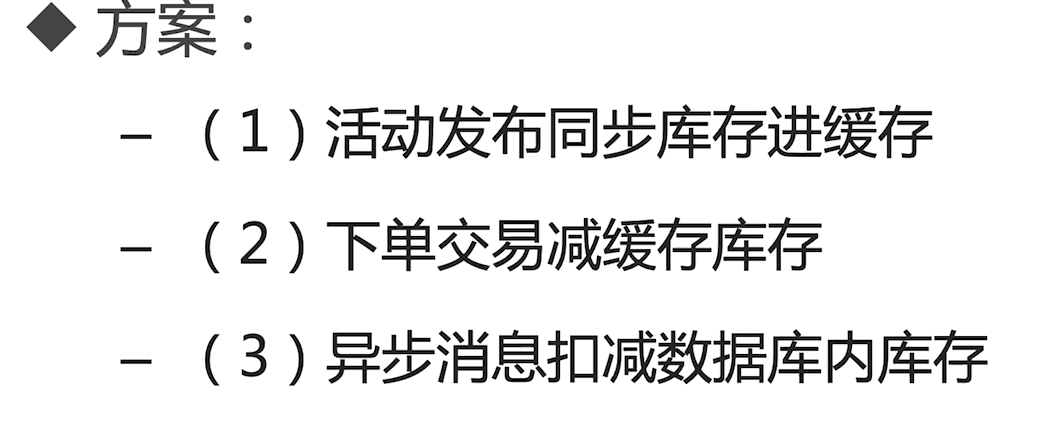 ◆ 方案：
– （1）活动发布同步库存进缓存
– （2）下单交易减缓存库存
– （3）异步消息扣减数据库内库存